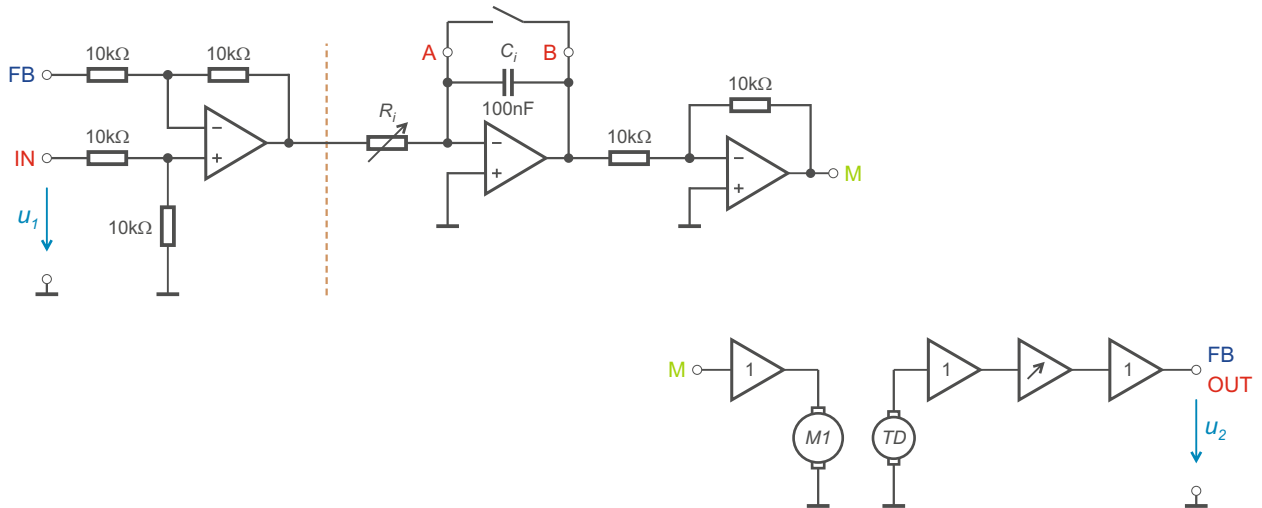 10kΩ
10kΩ
FB
10kΩ
IN
u1
10kΩ
−
+
Ri
A
B
Ci
100nF
−
+
10kΩ
10kΩ
−
+
M
M
1
M1
TD
1
1
FB
OUT
u2